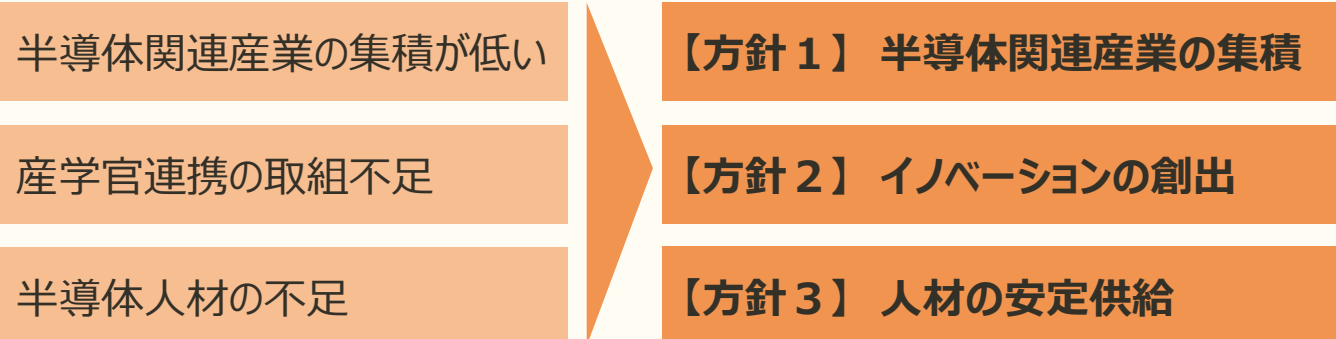 半導体関連産業の集積が低い
【方針１】 半導体関連産業の集積
産学官連携の取組不足
【方針２】 イノベーションの創出
半導体人材の不足
【方針３】 人材の安定供給